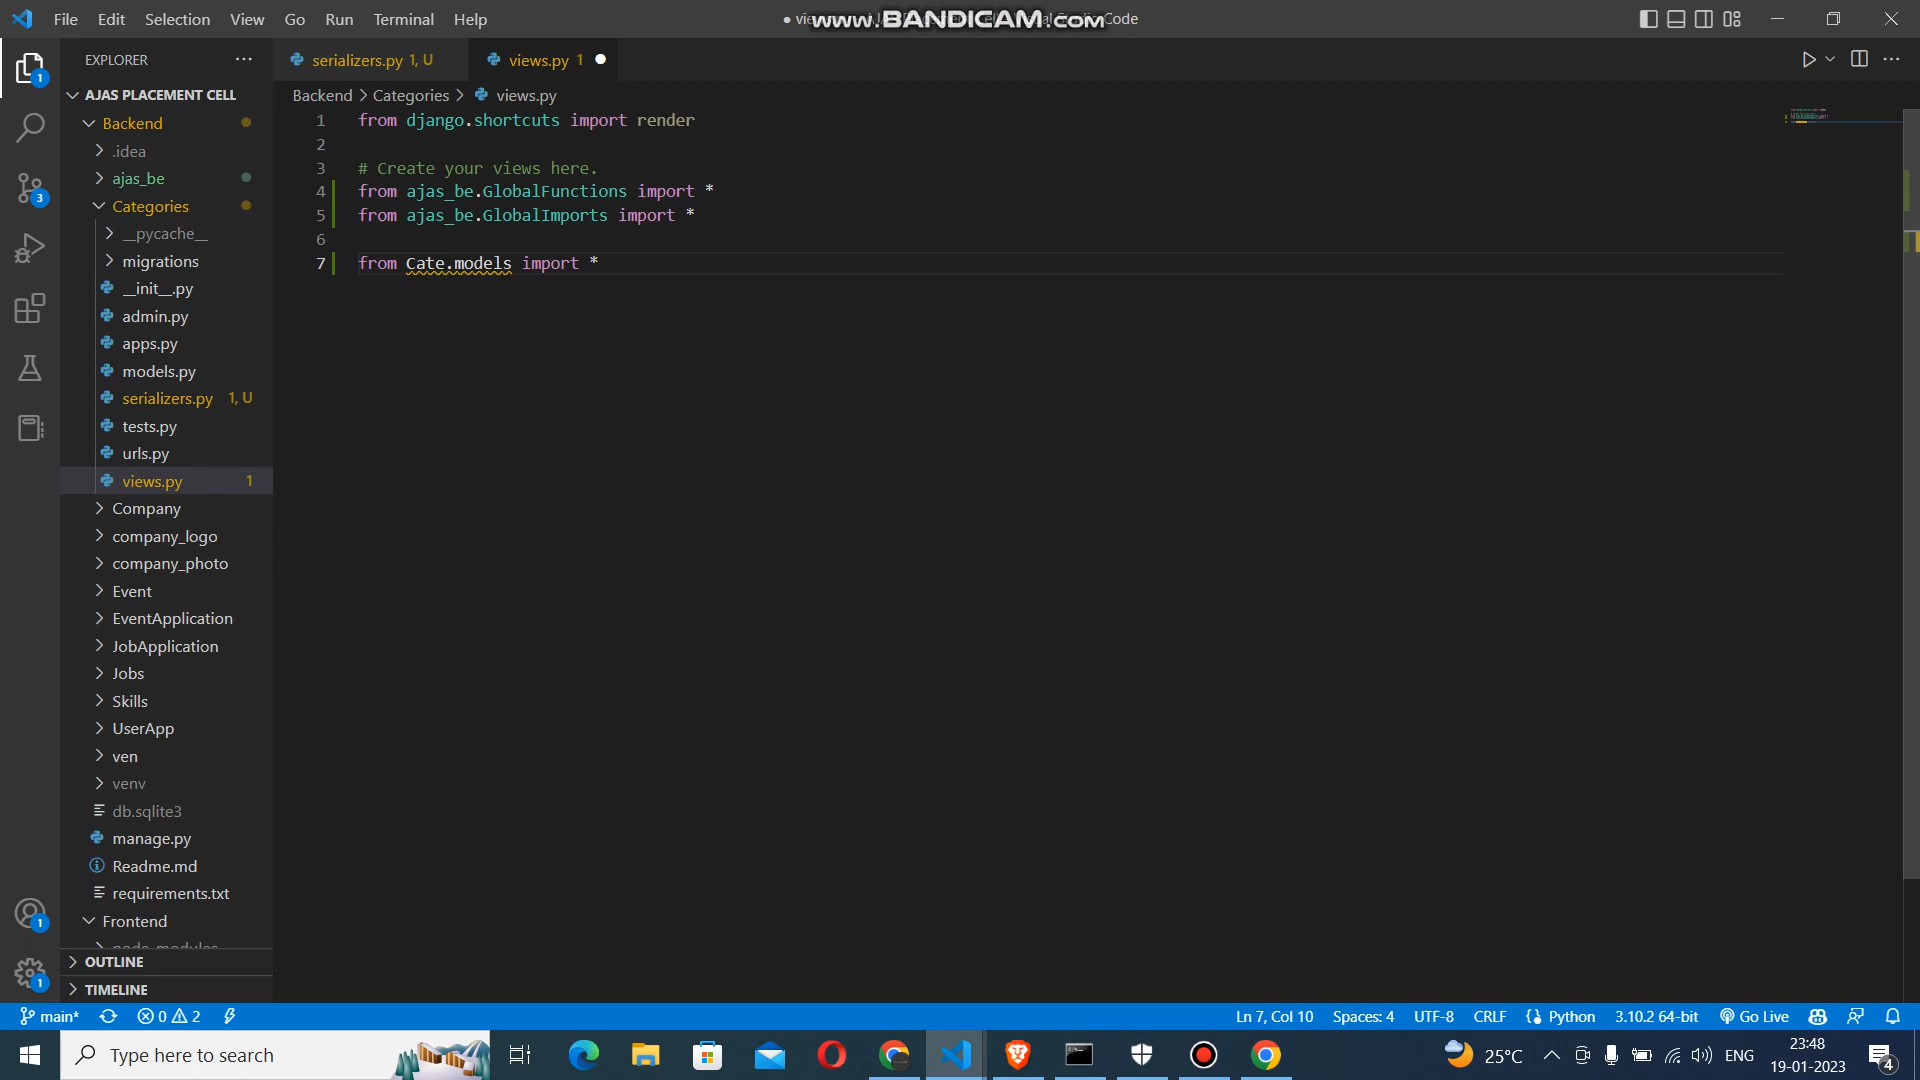 File Edit Selection View Go Run Terminal Help
www.BANDICAM.com
Code
EXPLORER
serializers.py 1, U
views.py 1
AJAS PLACEMENT CELL
Backend
.idea
ajas_be
Categories
__pycache__
migrations
__init__.py
admin.py
apps.py
models.py
serializers.py 1, U
tests.py
urls.py
views.py 1
Company
company_logo
company_photo
Event
EventApplication
JobApplication
Jobs
Skills
UserApp
ven
venv
db.sqlite3
manage.py
Readme.md
requirements.txt
Frontend
node_modules
OUTLINE
TIMELINE
Backend > Categories > views.py
1 from django.shortcuts import render
2
3 # Create your views here.
4 from ajas_be.GlobalFunctions import *
5 from ajas_be.GlobalImports import *
6
7 from Cate.models import *
main* 0 2
Ln 7, Col 10 Spaces: 4 UTF-8 CRLF Python 3.10.2 64-bit Go Live
Type here to search
25°C ENG
23:48
19-01-2023
4